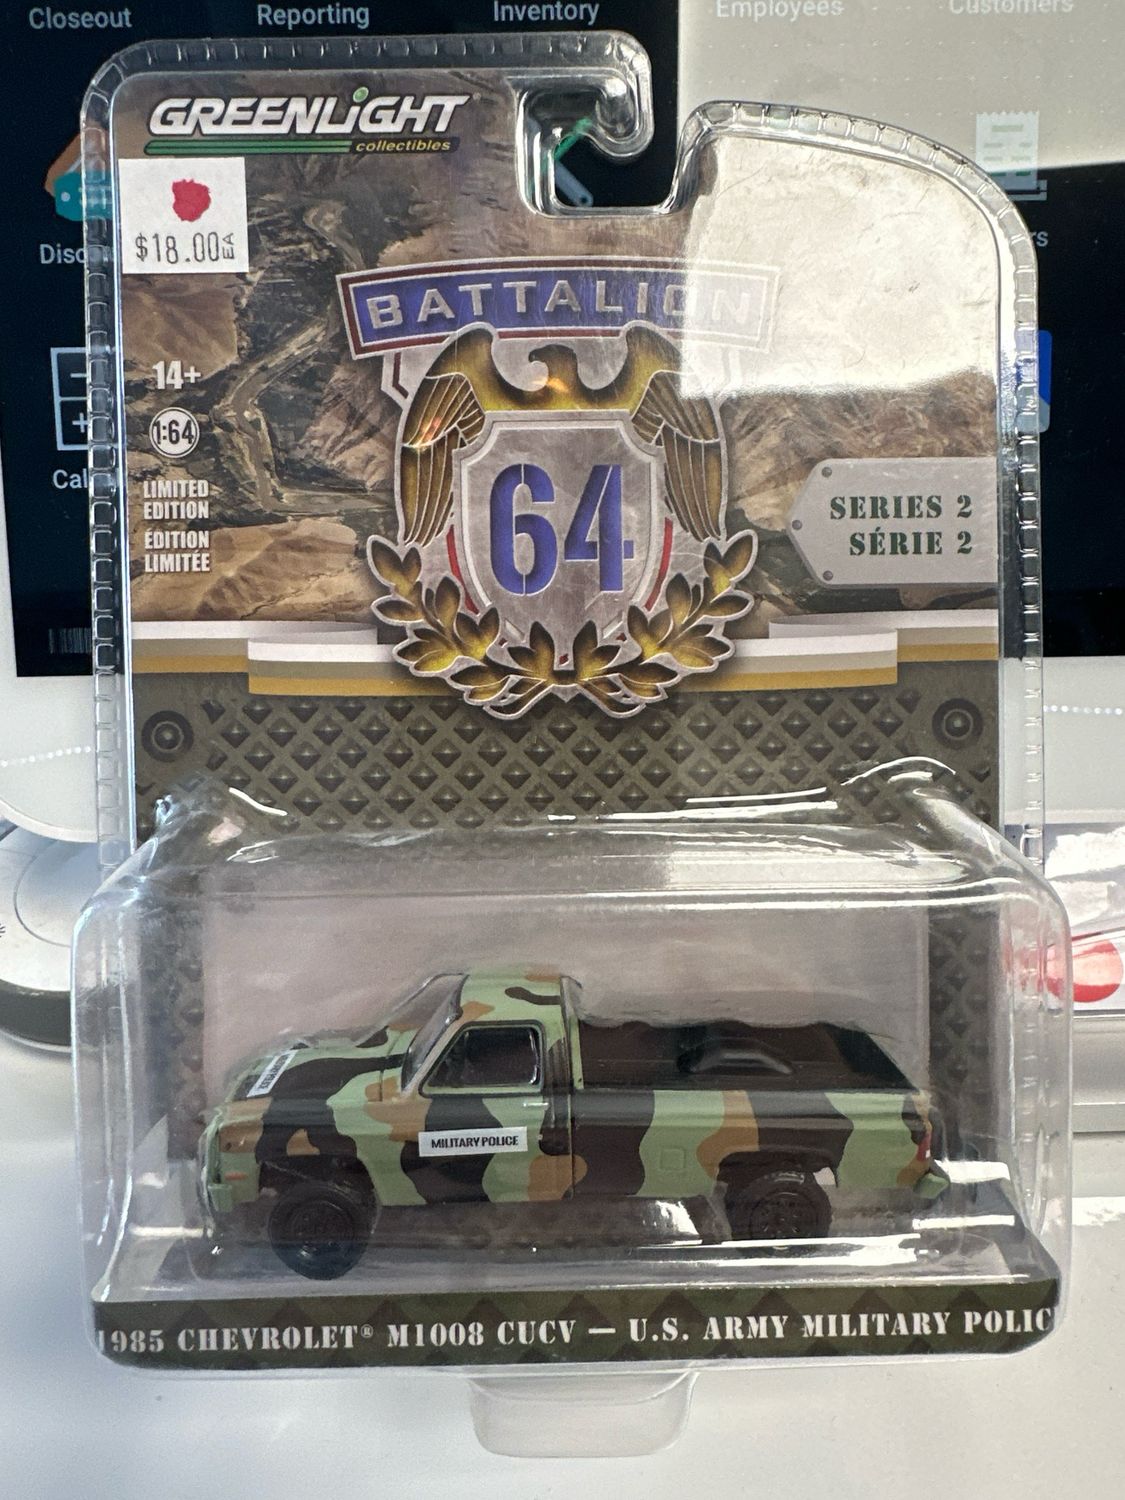 Closeout
Reporting
Inventory
Employees
Customers
GREENLiGHT
collectibles
$18.00 EA
BATTALION
14+
1:64
64
LIMITED
EDITION
ÉDITION
LIMITÉE
SERIES 2
SÉRIE 2
MILITARY POLICE
1985 CHEVROLET® M1008 CUCV — U.S. ARMY MILITARY POLIC